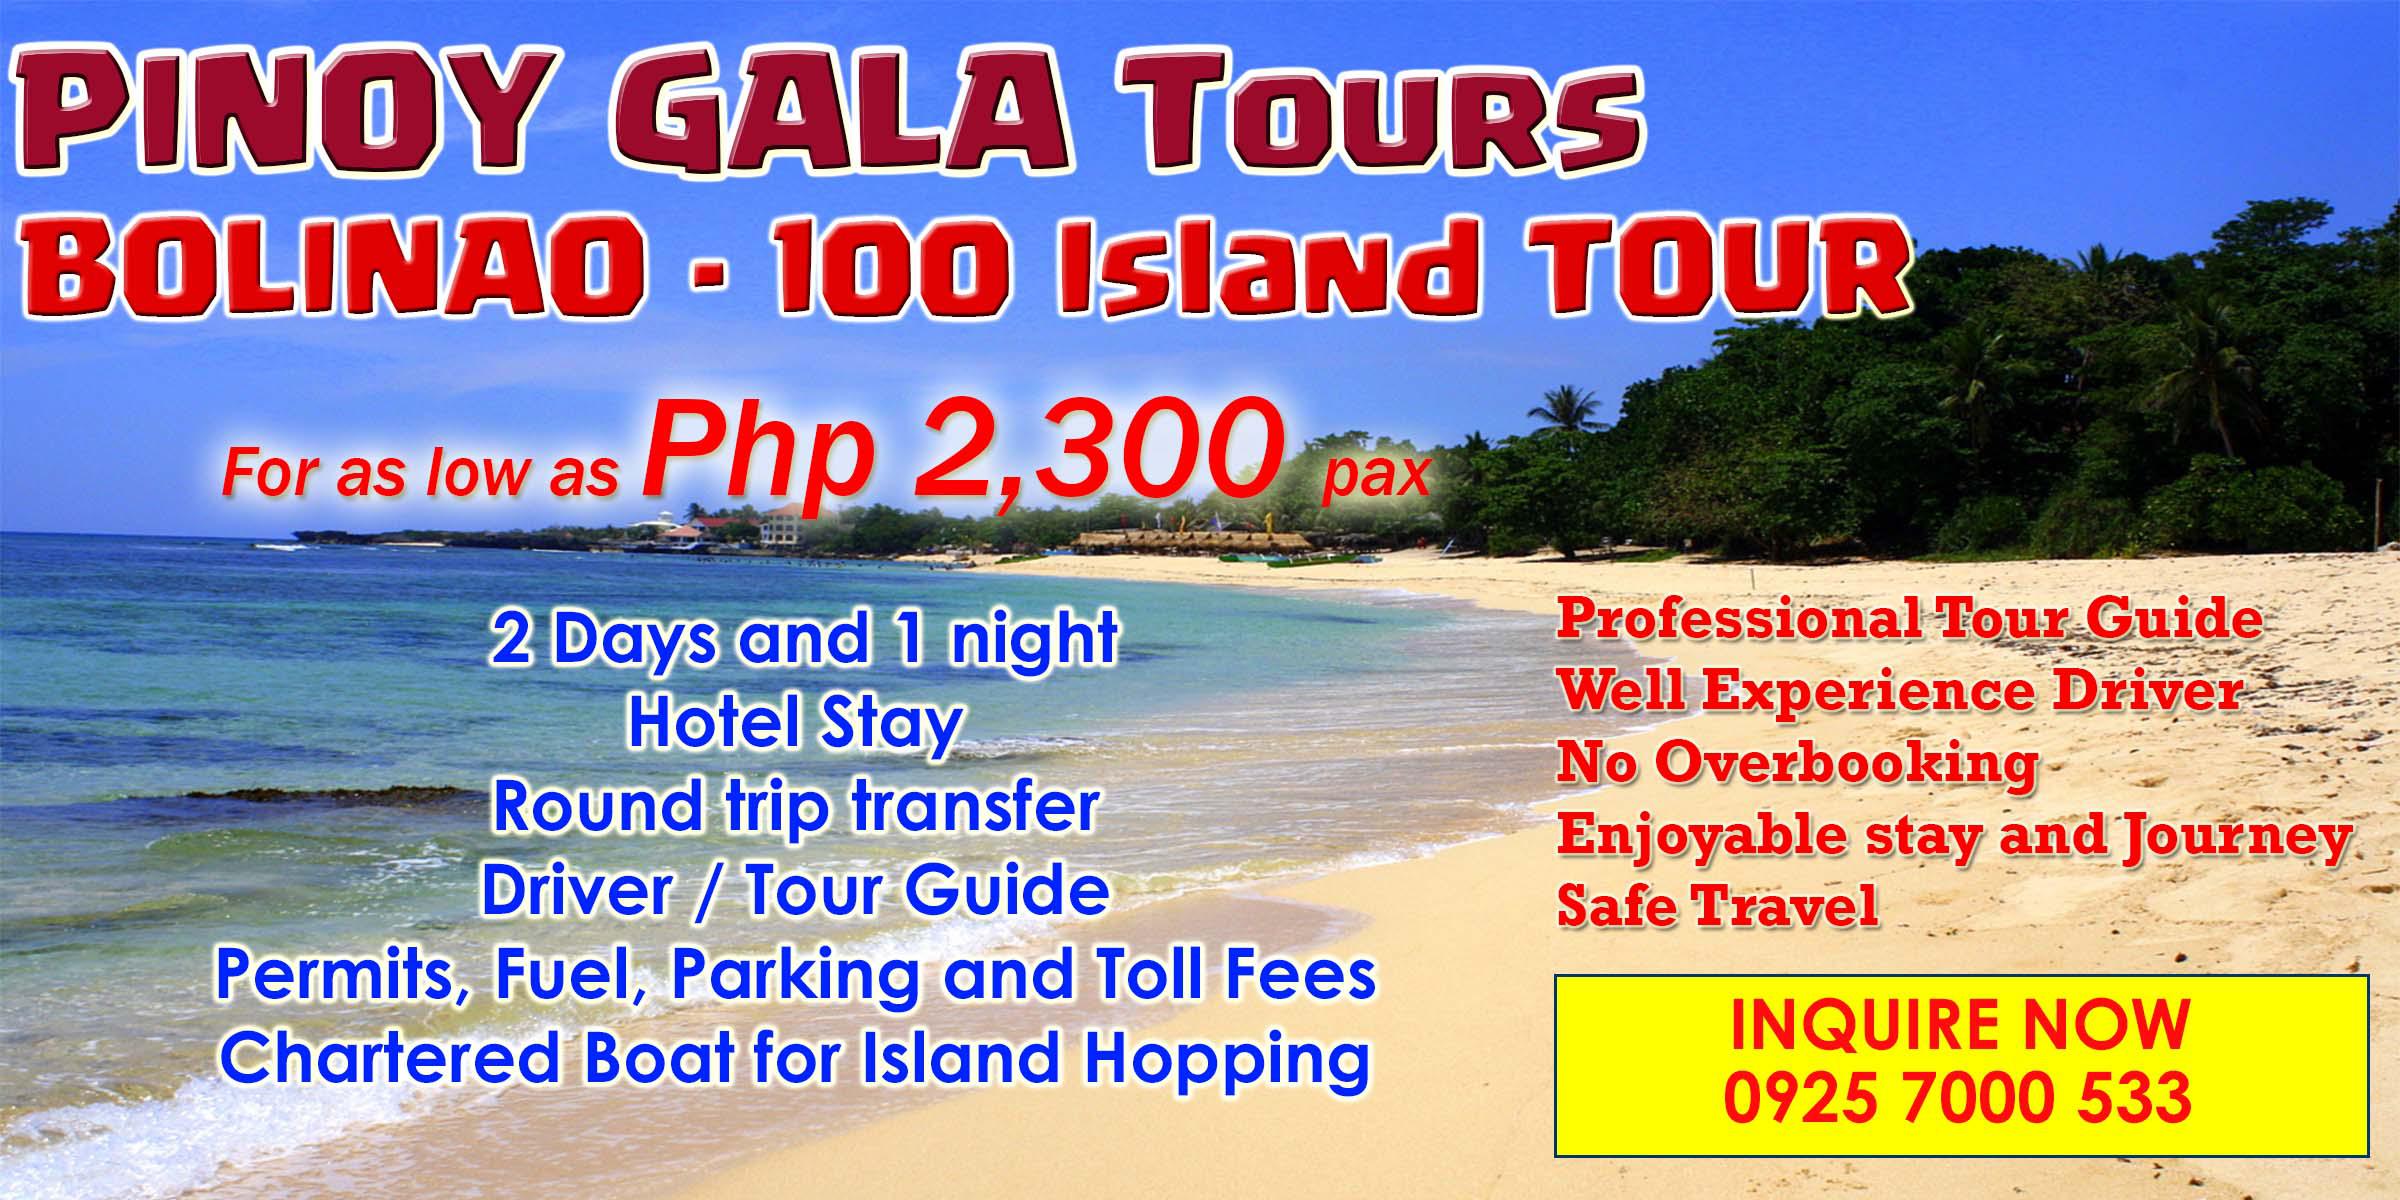 PINOY GALA Tours
BOLINAO - 100 Island TOUR
For as low as Php 2,300 pax
2 Days and 1 night
Hotel Stay
Round trip transfer
Driver / Tour Guide
Permits, Fuel, Parking and Toll Fees
Chartered Boat for Island Hopping
Professional Tour Guide
Well Experience Driver
No Overbooking
Enjoyable stay and Journey
Safe Travel
INQUIRE NOW
0925 7000 533